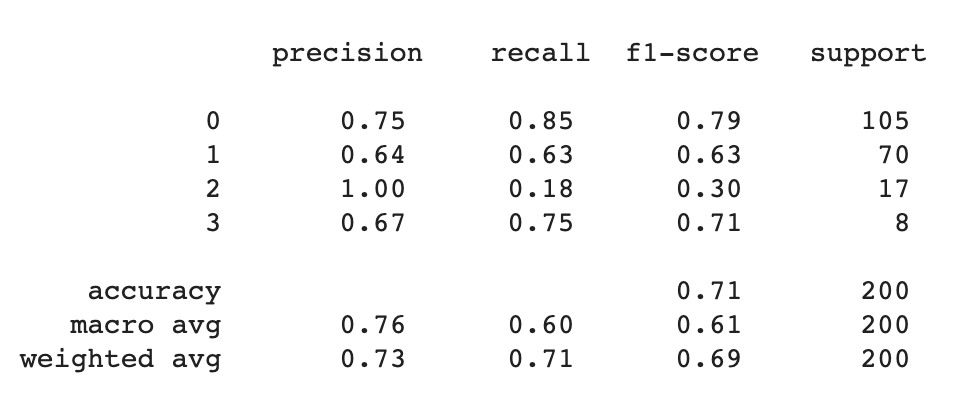 precision recall f1-score support
0 0.75 0.85 0.79 105
1 0.64 0.63 0.63 70
2 1.00 0.18 0.30 17
3 0.67 0.75 0.71 8
accuracy 0.71 200
macro avg 0.76 0.60 0.61 200
weighted avg 0.73 0.71 0.69 200